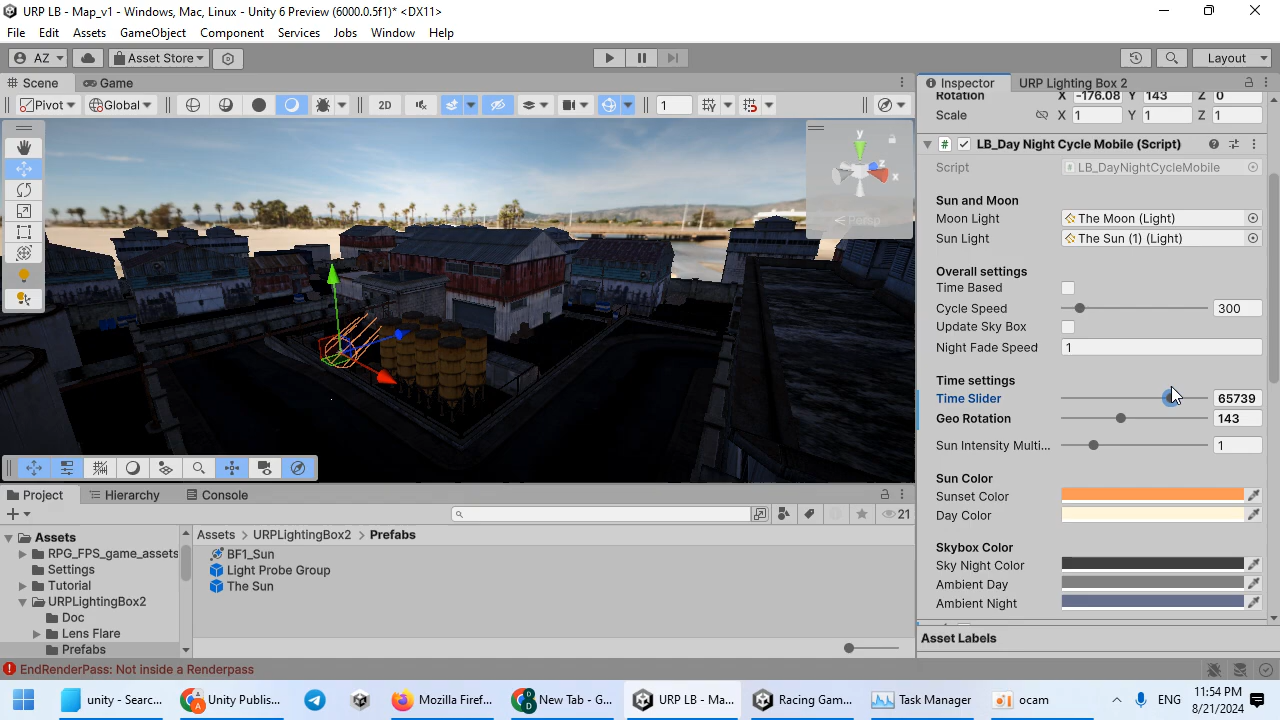 URP LB - Map_v1 - Windows, Mac, Linux - Unity 6 Preview (6000.0.5f1)* <DX11>
File Edit Assets GameObject Component Services Jobs Window Help
AZ Asset Store Layout
Scene Game Inspector URP Lighting Box 2
Pivot Global 2D 1
Rotation X -176.08 Y 143 Z 0
Scale X 1 Y 1 Z 1
LB_Day Night Cycle Mobile (Script)
Script LB_DayNightCycleMobile
Sun and Moon
Moon Light The Moon (Light)
Sun Light The Sun (1) (Light)
Overall settings
Time Based
Cycle Speed 300
Update Sky Box
Night Fade Speed 1
Time settings
Time Slider 65739
Geo Rotation 143
Sun Intensity Multi... 1
Sun Color
Sunset Color
Day Color
Skybox Color
Sky Night Color
Ambient Day
Ambient Night
Asset Labels
y
z
x
Persp
Project Hierarchy Console
21
Assets
RPG_FPS_game_assets
Settings
Tutorial
URPLightingBox2
Doc
Lens Flare
Prefabs
Assets > URPLightingBox2 > Prefabs
BF1_Sun
Light Probe Group
The Sun
EndRenderPass: Not inside a Renderpass
unity - Searc... Unity Publis... Mozilla Firef... New Tab - G... URP LB - Ma... Racing Gam... Task Manager ocam ENG 11:54 PM
8/21/2024